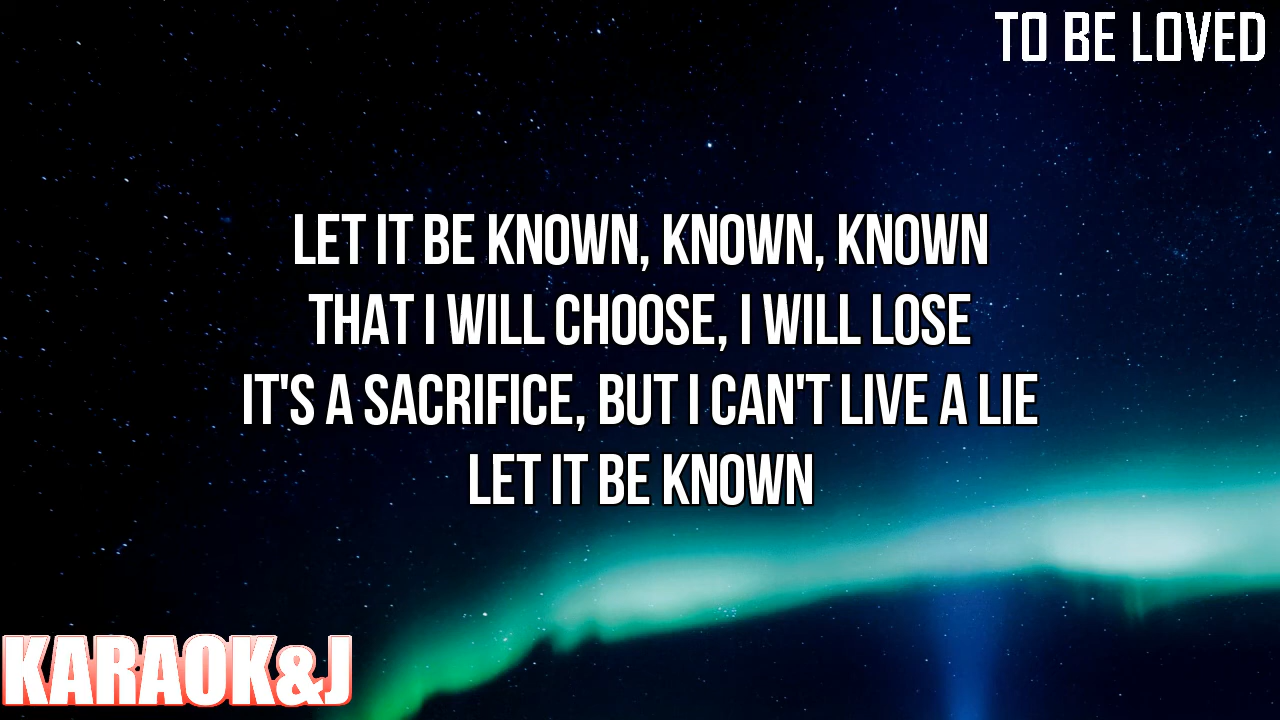 TO BE LOVED
LET IT BE KNOWN, KNOWN, KNOWN
THAT I WILL CHOOSE, I WILL LOSE
IT'S A SACRIFICE, BUT I CAN'T LIVE A LIE
LET IT BE KNOWN
KARAOK&J